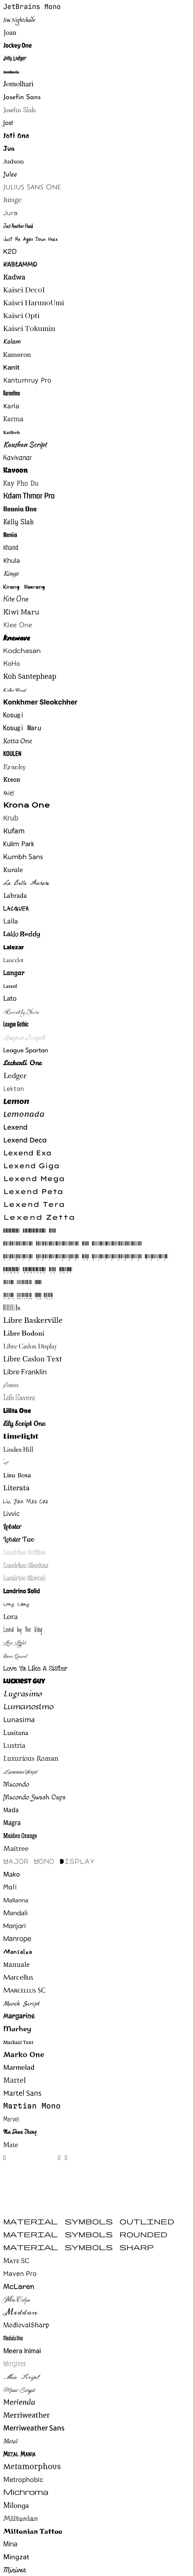 JetBrains Mono
Jim Nightshade
Joan
Jockey One
Jolly Lodger
Jomhuria
Jomolhari
Josefin Sans
Josefin Slab
Jost
Joti One
Jua
Judson
Julee
JULIUS SANS ONE
Junge
Jura
Just Another Hand
Just Me Again Down Here
K2D
Kablammo
Kadwa
Kaisei Decol
Kaisei HarunoUmi
Kaisei Opti
Kaisei Tokumin
Kalam
Kameron
Kanit
Kantumruy Pro
Karantina
Karla
Karma
Katibeh
Kaushan Script
Kavivanar
Kavoon
Kay Pho Du
Kdam Thmor Pro
Keania One
Kelly Slab
Kenia
Khand
Khula
Kings
Kirang Haerang
Kite One
Kiwi Maru
Klee One
Knewave
Kodchasan
KoHo
Koh Santepheap
Kolker Brush
Konkhmer Sleokchher
Kosugi
Kosugi Maru
Kotta One
KOULEN
Kranky
Kreon
Kristi
Krona One
Krub
Kufam
Kulim Park
Kumbh Sans
Kurale
La Belle Aurore
Labrada
Lacquer
Laila
Lakki Reddy
Lalezar
Lancelot
Langar
Lateef
Lato
Lavishly Yours
League Gothic
League Script
League Spartan
Leckerli One
Ledger
Lekton
Lemon
Lemonada
Lexend
Lexend Deca
Lexend Exa
Lexend Giga
Lexend Mega
Lexend Peta
Lexend Tera
Lexend Zetta
Libre Baskerville
Libre Bodoni
Libre Caslon Display
Libre Caslon Text
Libre Franklin
Licorice
Life Savers
Lilita One
Lily Script One
Limelight
Linden Hill
Lisu Bosa
Literata
Liu Jian Mao Cao
Livvic
Lobster
Lobster Two
Londrina Outline
Londrina Shadow
Londrina Sketch
Londrina Solid
Long Cang
Lora
Loved by the King
Love Light
Lovers Quarrel
Love Ya Like A Sister
Luckiest Guy
Lugrasimo
Lumanosimo
Lunasima
Lusitana
Lustria
Luxurious Roman
Luxurious Script
Macondo
Macondo Swash Caps
Mada
Magra
Maiden Orange
Maitree
Major Mono Display
Mako
Mali
Mallanna
Mandali
Manjari
Manrope
Mansalva
Manuale
Marcellus
Marcellus SC
Marck Script
Margarine
Marhey
Markazi Text
Marko One
Marmelad
Martel
Martel Sans
Martian Mono
Marvel
Ma Shan Zheng
Mate
MATERIAL SYMBOLS OUTLINED
MATERIAL SYMBOLS ROUNDED
MATERIAL SYMBOLS SHARP
Mate SC
Maven Pro
McLaren
Mea Culpa
Meddon
MedievalSharp
Medula One
Meera Inimai
Megrim
Meie Script
Meow Script
Merienda
Merriweather
Merriweather Sans
Metal
Metal Mania
Metamorphous
Metrophobic
Michroma
Milonga
Miltonian
Miltonian Tattoo
Mina
Mingzat
Miniver